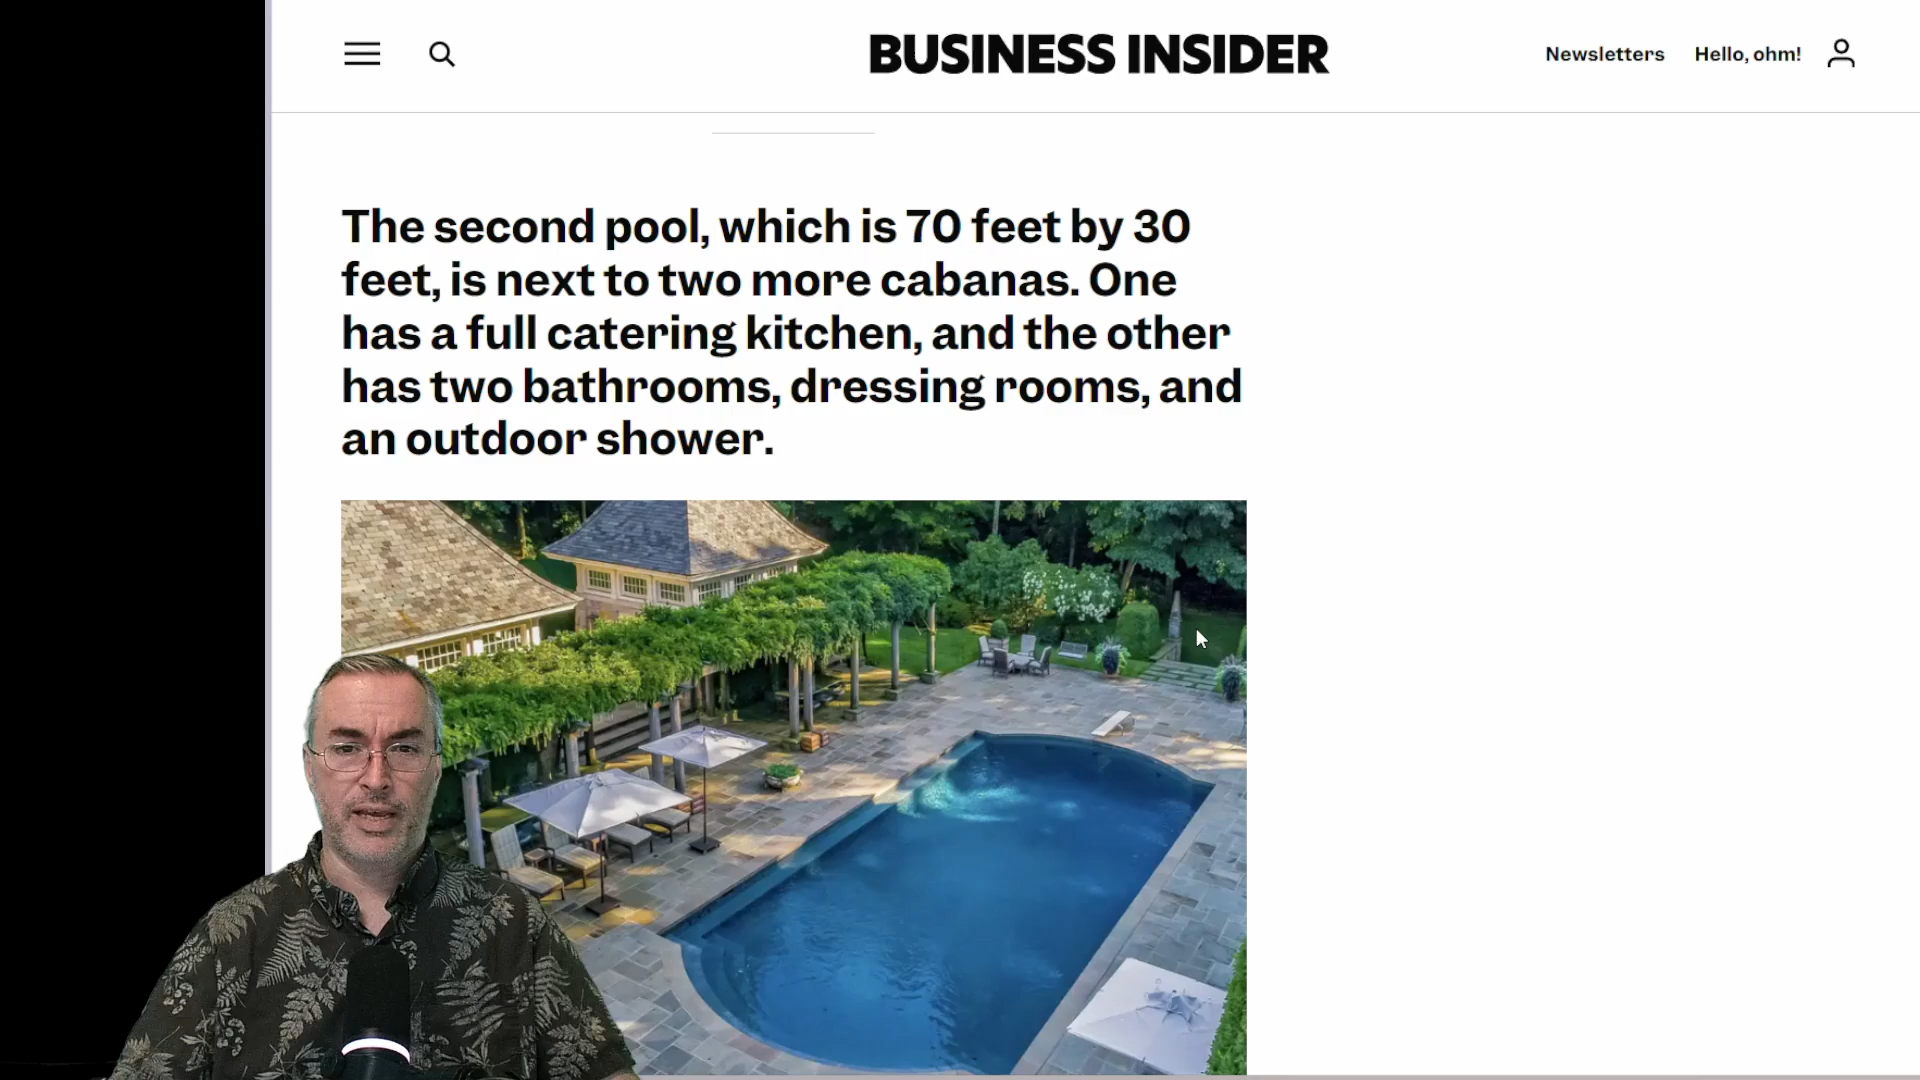 BUSINESS INSIDER
Newsletters
Hello, ohm!
The second pool, which is 70 feet by 30
feet, is next to two more cabanas. One
has a full catering kitchen, and the other
has two bathrooms, dressing rooms, and
an outdoor shower.